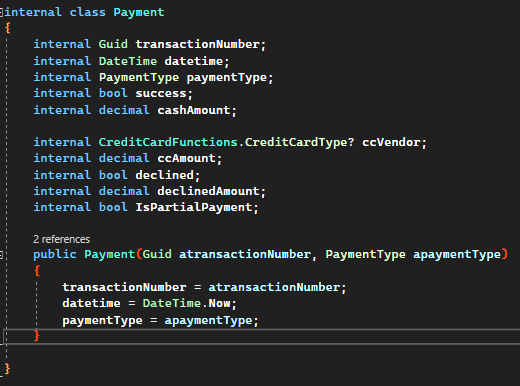 internal class Payment
{
internal Guid transactionNumber;
internal DateTime datetime;
internal PaymentType paymentType;
internal bool success;
internal decimal cashAmount;
internal CreditCardFunctions.CreditCardType? ccVendor;
internal decimal ccAmount;
internal bool declined;
internal decimal declinedAmount;
internal bool IsPartialPayment;
2 references
public Payment(Guid atransactionNumber, PaymentType apaymentType)
{
transactionNumber = atransactionNumber;
datetime = DateTime.Now;
paymentType = apaymentType;
}
}